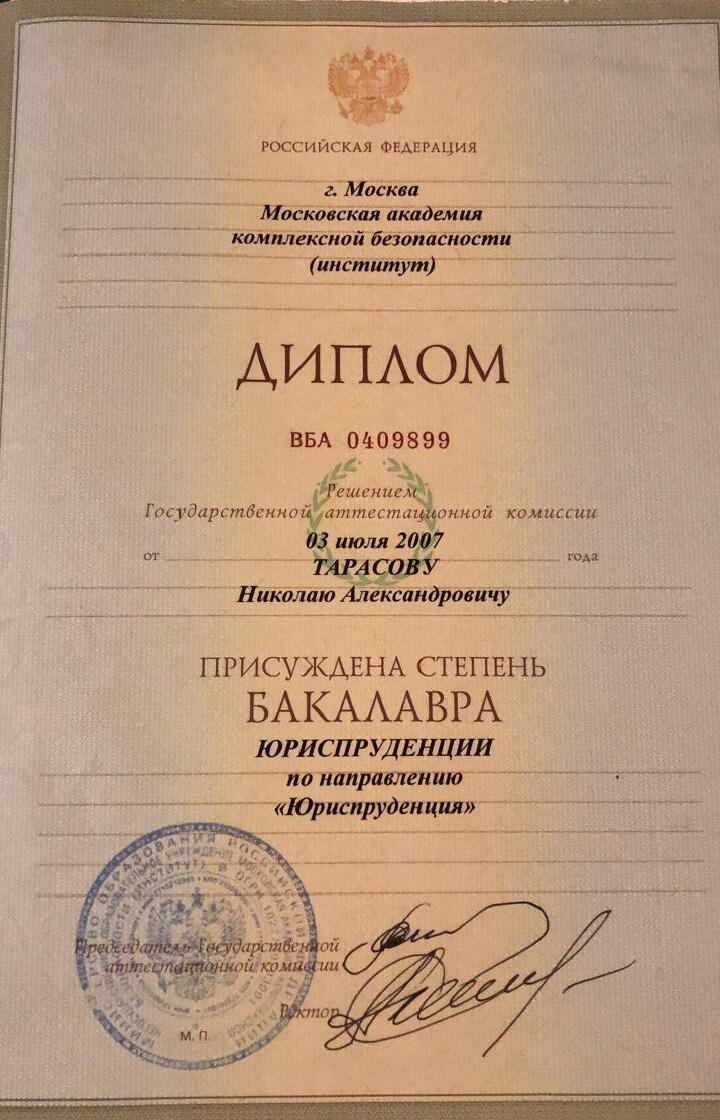 РОССИЙСКАЯ ФЕДЕРАЦИЯ
г. Москва
Московская академия
комплексной безопасности
(институт)
ДИПЛОМ
ВБА 0409899
Решением
Государственной аттестационной комиссии
от 03 июля 2007 года
ТАРАСОВУ
Николаю Александровичу
ПРИСУЖДЕНА СТЕПЕНЬ
БАКАЛАВРА
ЮРИСПРУДЕНЦИИ
по направлению
«Юриспруденция»
Председатель Государственной
аттестационной комиссии
Ректор
М. П.